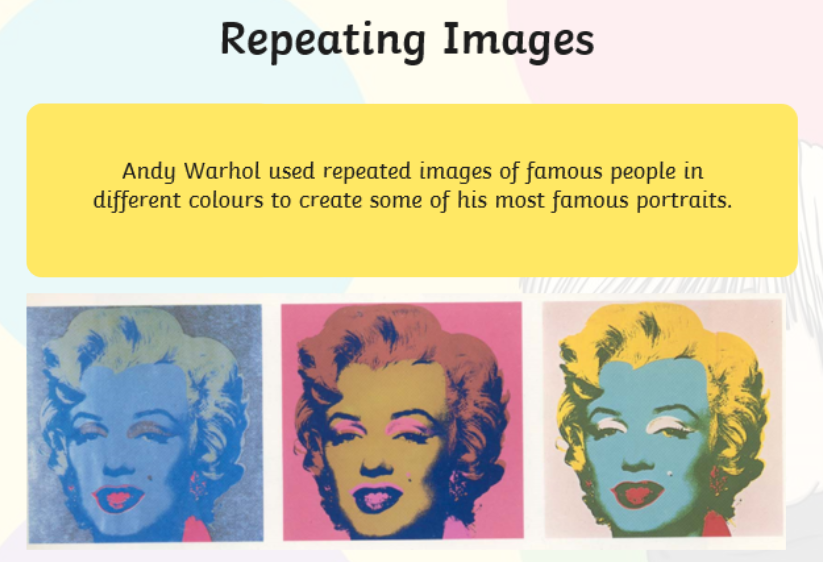 Repeating Images
Andy Warhol used repeated images of famous people in
different colours to create some of his most famous portraits.